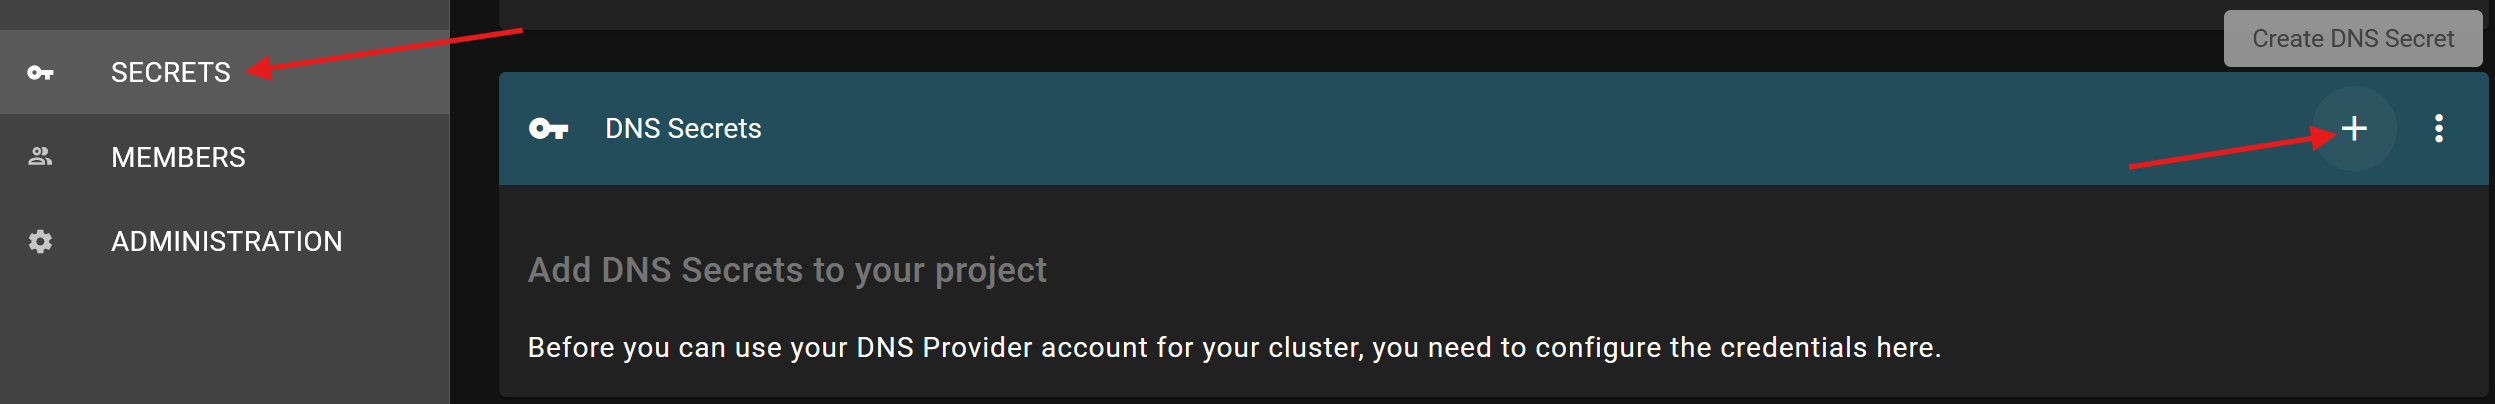 SECRETS
MEMBERS
ADMINISTRATION
Create DNS Secret
DNS Secrets
Add DNS Secrets to your project
Before you can use your DNS Provider account for your cluster, you need to configure the credentials here.